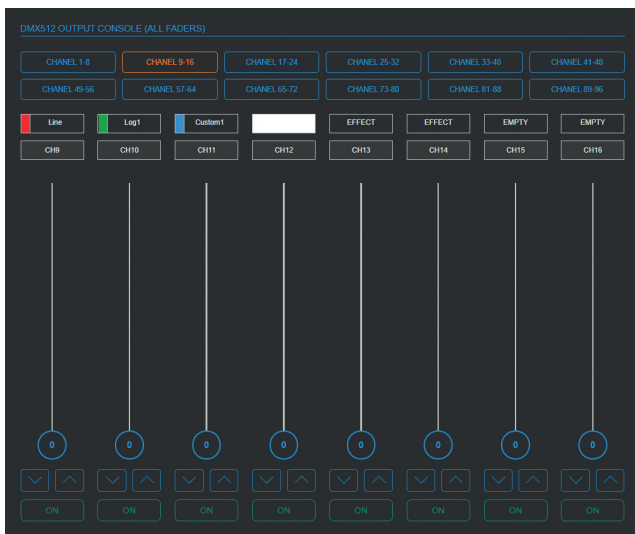 DMX512 OUTPUT CONSOLE (ALL FADERS)
CHANEL 1-8 CHANEL 9-16 CHANEL 17-24 CHANEL 25-32 CHANEL 33-40 CHANEL 41-48
CHANEL 49-56 CHANEL 57-64 CHANEL 65-72 CHANEL 73-80 CHANEL 81-88 CHANEL 89-96
Line Log1 Custom1 EFFECT EFFECT EMPTY EMPTY
CH9 CH10 CH11 CH12 CH13 CH14 CH15 CH16
0 0 0 0 0 0 0 0
ON ON ON ON ON ON ON ON